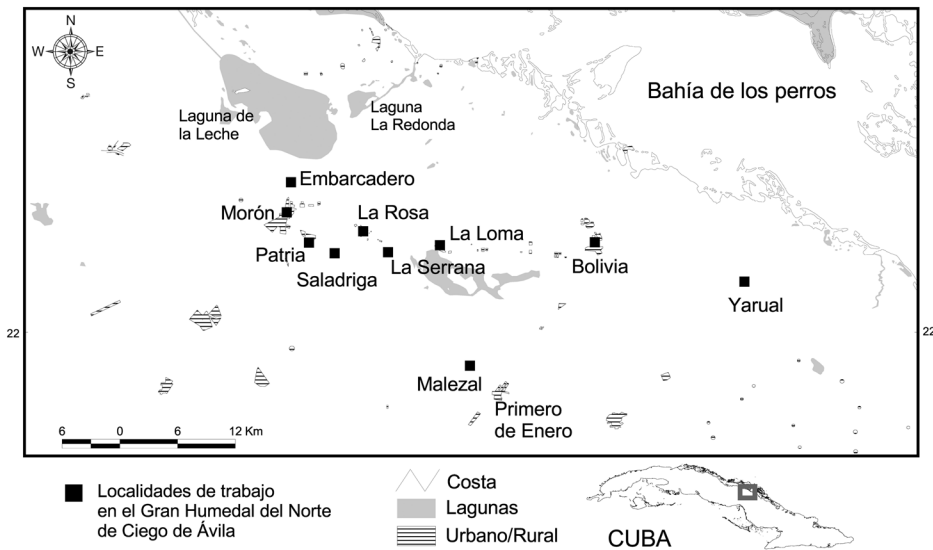 N
W E
S
Bahía de los perros
Laguna de
la Leche
Laguna
La Redonda
Embarcadero
Morón
La Rosa
La Loma
Patria
Saladriga
La Serrana
Bolivia
Yarual
22
22
Malezal
Primero
de Enero
6 0 6 12 Km
Localidades de trabajo
en el Gran Humedal del Norte
de Ciego de Ávila
Costa
Lagunas
Urbano/Rural
CUBA